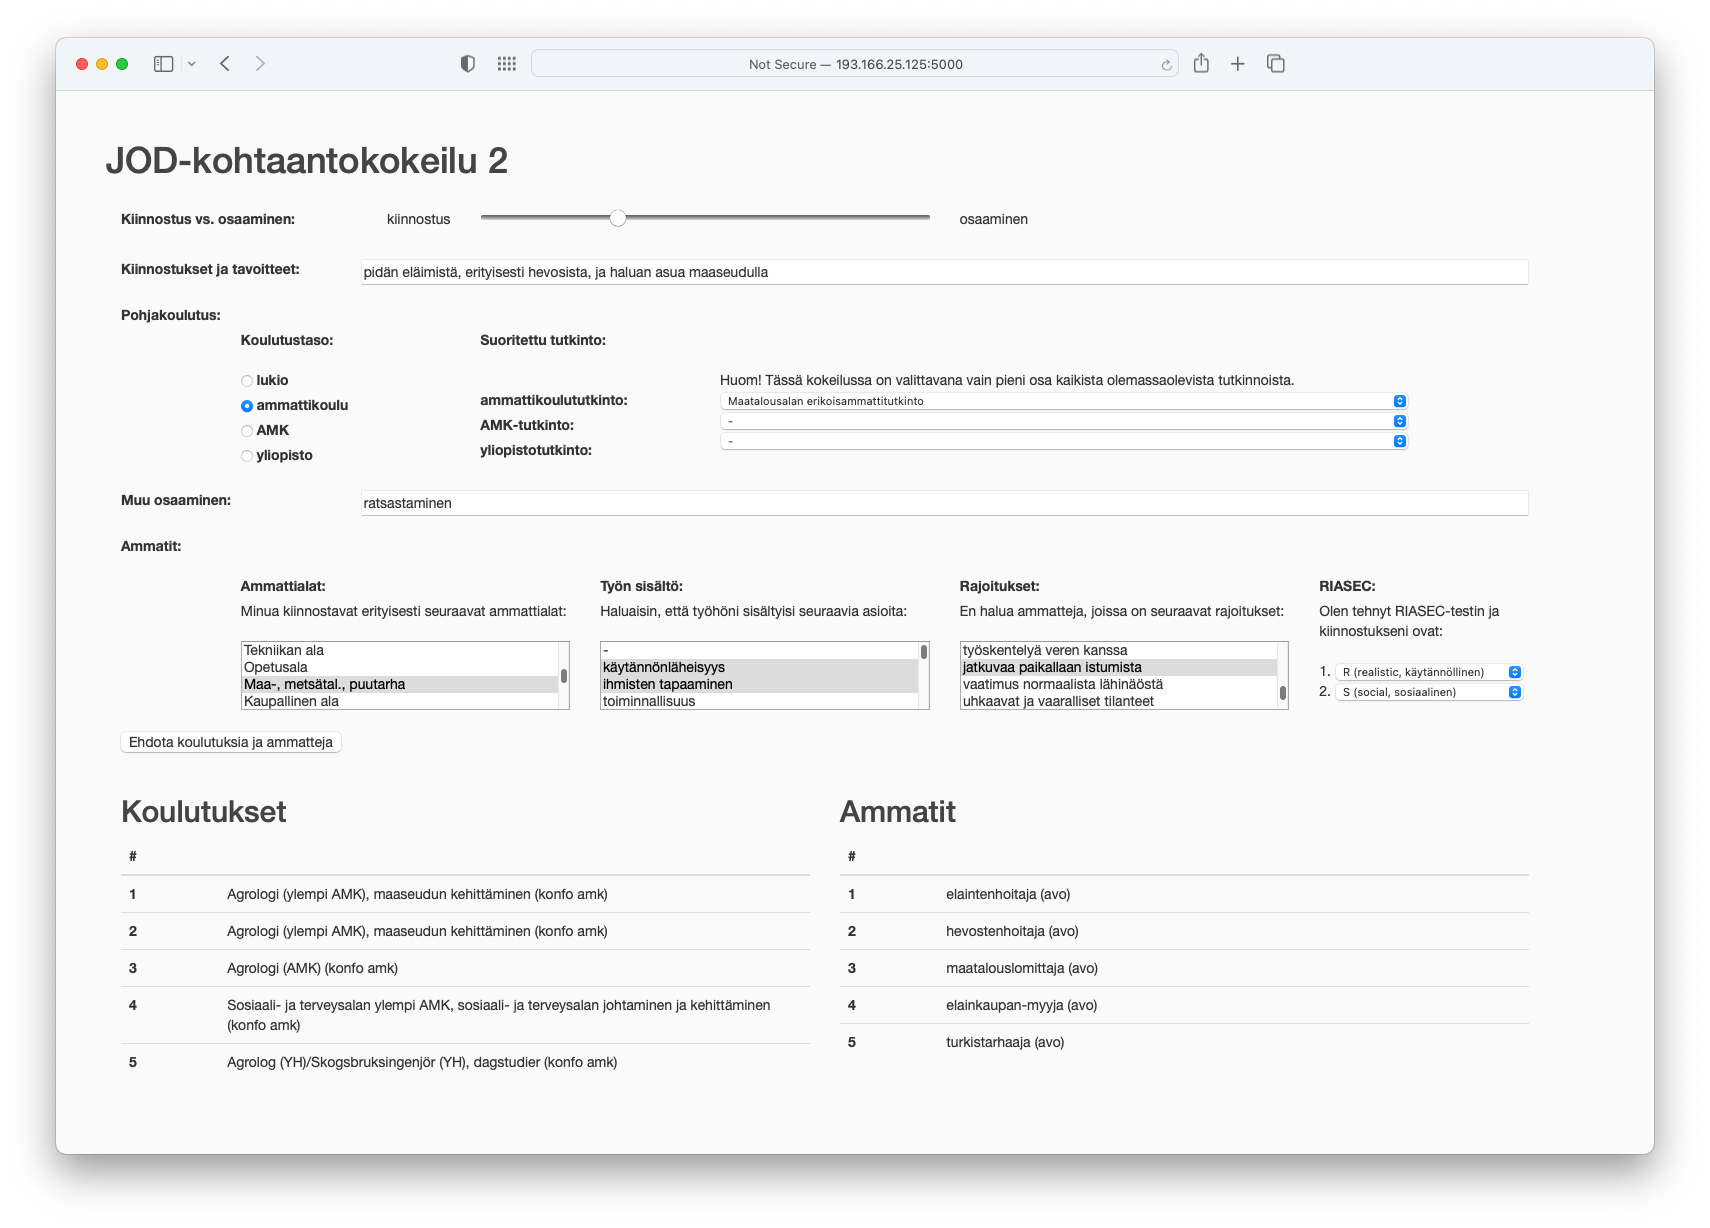 Not Secure — 193.166.25.125:5000
JOD-kohtaantokokeilu 2
Kiinnostus vs. osaaminen: kiinnostus osaaminen
Kiinnostukset ja tavoitteet: pidän eläimistä, erityisesti hevosista, ja haluan asua maaseudulla
Pohjakoulutus:
Koulutustaso: Suoritettu tutkinto:
lukio
ammattikoulu
AMK
yliopisto
Huom! Tässä kokeilussa on valittavana vain pieni osa kaikista olemassaolevista tutkinnoista.
ammattikoulututkinto: Maatalousalan erikoisammattitutkinto
AMK-tutkinto: -
yliopistotutkinto: -
Muu osaaminen: ratsastaminen
Ammatit:
Ammattialat:
Minua kiinnostavat erityisesti seuraavat ammattialat:
Tekniikan ala
Opetusala
Maa-, metsätal., puutarha
Kaupallinen ala
Työn sisältö:
Haluaisin, että työhöni sisältyisi seuraavia asioita:
-
käytännönläheisyys
ihmisten tapaaminen
toiminnallisuus
Rajoitukset:
En halua ammatteja, joissa on seuraavat rajoitukset:
työskentelyä veren kanssa
jatkuvaa paikallaan istumista
vaatimus normaalista lähinäöstä
uhkaavat ja vaaralliset tilanteet
RIASEC:
Olen tehnyt RIASEC-testin ja
kiinnostukseni ovat:
1. R (realistic, käytännöllinen)
2. S (social, sosiaalinen)
Ehdota koulutuksia ja ammatteja
Koulutukset
#
1 Agrologi (ylempi AMK), maaseudun kehittäminen (konfo amk)
2 Agrologi (ylempi AMK), maaseudun kehittäminen (konfo amk)
3 Agrologi (AMK) (konfo amk)
4 Sosiaali- ja terveysalan ylempi AMK, sosiaali- ja terveysalan johtaminen ja kehittäminen
(konfo amk)
5 Agrolog (YH)/Skogsbruksingenjör (YH), dagstudier (konfo amk)
Ammatit
#
1 elaintenhoitaja (avo)
2 hevostenhoitaja (avo)
3 maatalouslomittaja (avo)
4 elainkaupan-myyja (avo)
5 turkistarhaaja (avo)